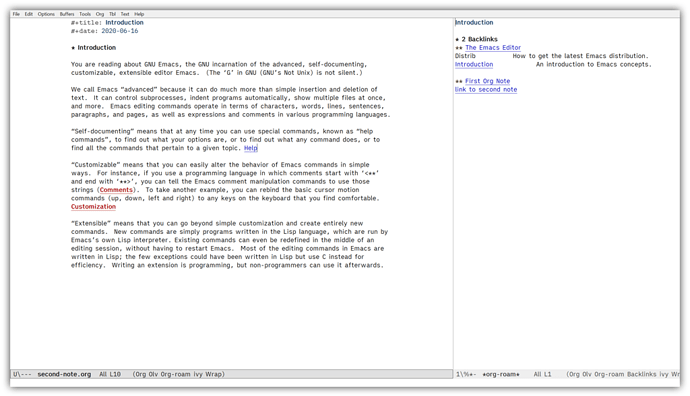 File Edit Options Buffers Tools Org Tbl Text Help
#+title: Introduction
#+date: 2020-06-16
* Introduction
You are reading about GNU Emacs, the GNU incarnation of the advanced, self-documenting,
customizable, extensible editor Emacs. (The ‘G’ in GNU (GNU’s Not Unix) is not silent.)
We call Emacs “advanced” because it can do much more than simple insertion and deletion of
text. It can control subprocesses, indent programs automatically, show multiple files at once,
and more. Emacs editing commands operate in terms of characters, words, lines, sentences,
paragraphs, and pages, as well as expressions and comments in various programming languages.
“Self-documenting” means that at any time you can use special commands, known as “help
commands”, to find out what your options are, or to find out what any command does, or to
find all the commands that pertain to a given topic. Help
“Customizable” means that you can easily alter the behavior of Emacs commands in simple
ways. For instance, if you use a programming language in which comments start with ‘<**’
and end with ‘**>’, you can tell the Emacs comment manipulation commands to use those
strings (Comments). To take another example, you can rebind the basic cursor motion
commands (up, down, left and right) to any keys on the keyboard that you find comfortable.
Customization
“Extensible” means that you can go beyond simple customization and create entirely new
commands. New commands are simply programs written in the Lisp language, which are run by
Emacs’s own Lisp interpreter. Existing commands can even be redefined in the middle of an
editing session, without having to restart Emacs. Most of the editing commands in Emacs are
written in Lisp; the few exceptions could have been written in Lisp but use C instead for
efficiency. Writing an extension is programming, but non-programmers can use it afterwards.
U\--- second-note.org All L10 (Org Olv Org-roam ivy Wrap)
Introduction
* 2 Backlinks
** The Emacs Editor
Distrib How to get the latest Emacs distribution.
Introduction An introduction to Emacs concepts.
** First Org Note
link to second note
1\%*- *org-roam* All L1 (Org Olv Org-roam Backlinks ivy Wr